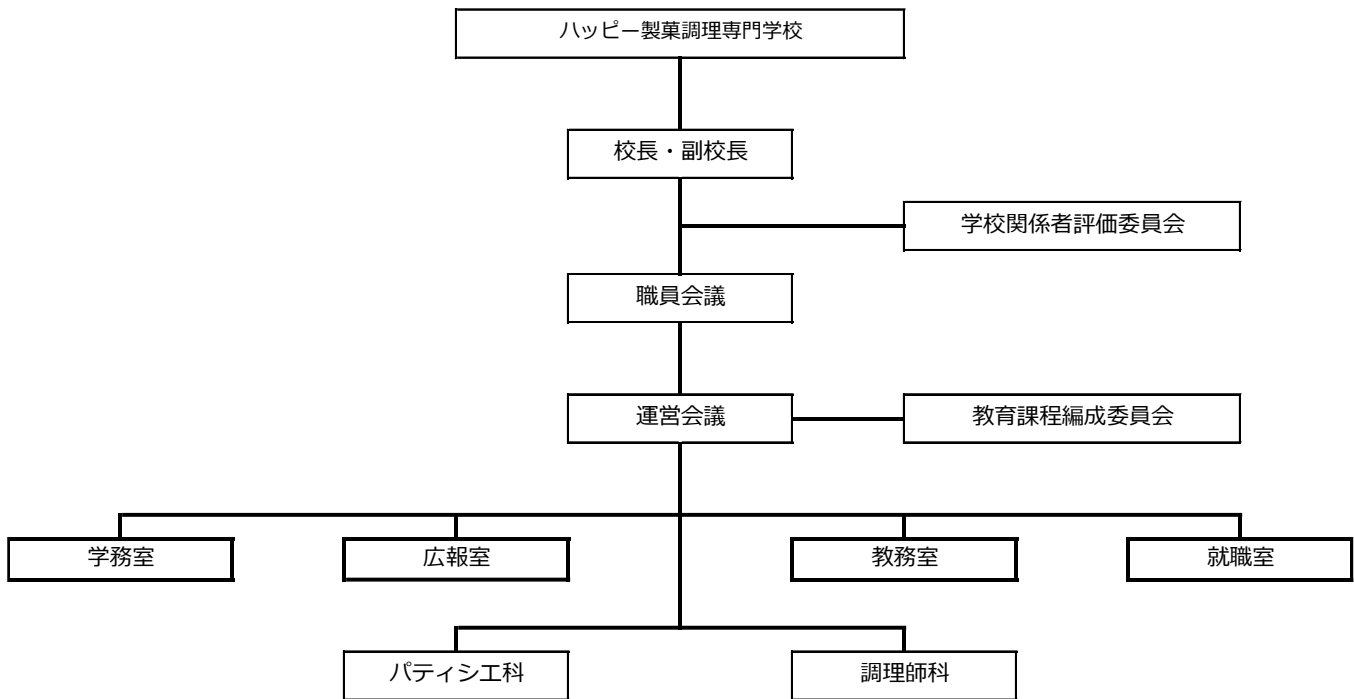 ハッピー製菓調理専門学校
校長・副校長
学校関係者評価委員会
職員会議
運営会議
教育課程編成委員会
学務室
広報室
教務室
就職室
パティシエ科
調理師科